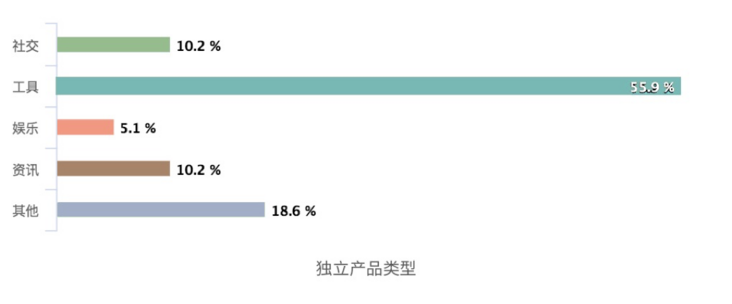 社交 10.2 %
工具 55.9 %
娱乐 5.1 %
资讯 10.2 %
其他 18.6 %
独立产品类型